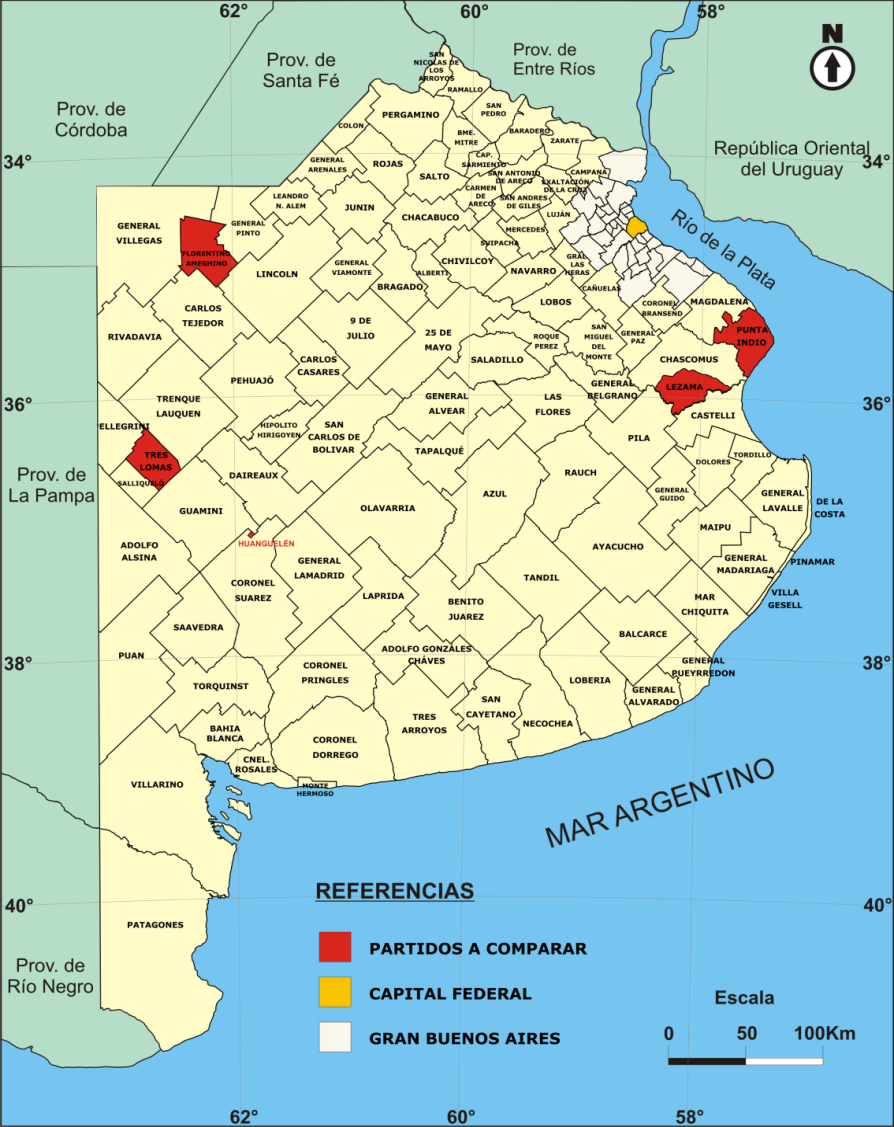 62°
60°
58°
N
Prov. de
Santa Fé
Prov. de
Entre Ríos
Prov. de
Córdoba
República Oriental
del Uruguay
34°
34°
Río de la Plata
SAN
NICOLAS DE
LOS
ARROYOS
RAMALLO
SAN
PEDRO
PERGAMINO
COLON
BME.
MITRE
BARADERO
ZARATE
CAP.
SARMIENTO
GENERAL
ARENALES
ROJAS
SALTO
SAN ANTONIO
DE ARECO
CAMPANA
EXALTACIÓN
DE LA CRUZ
CARMEN
DE
ARECO
SAN ANDRES
DE GILES
LEANDRO
N. ALEM
JUNIN
CHACABUCO
LUJÁN
GENERAL
VILLEGAS
GENERAL
PINTO
MERCEDES
SUIPACHA
FLORENTINO
AMEGHINO
LINCOLN
GENERAL
VIAMONTE
BRAGADO
ALBERTI
CHIVILCOY
NAVARRO
GRAL
LAS
HERAS
CAÑUELAS
LOBOS
CORONEL
BRANSEND
MAGDALENA
CARLOS
TEJEDOR
RIVADAVIA
9 DE
JULIO
25 DE
MAYO
ROQUE
PEREZ
SAN
MIGUEL
DEL
MONTE
GENERAL
PAZ
PUNTA
INDIO
SALADILLO
CHASCOMUS
CARLOS
CASARES
PEHUAJÓ
TRENQUE
LAUQUEN
LEZAMA
GENERAL
BELGRANO
36°
36°
GENERAL
ALVEAR
LAS
FLORES
CASTELLI
PELLEGRINI
HIPOLITO
HIRIGOYEN
SAN
CARLOS DE
BOLIVAR
PILA
TRES
LOMAS
SALLIQUELÓ
TAPALQUÉ
DOLORES
TORDILLO
Prov. de
La Pampa
DAIREAUX
RAUCH
AZUL
GENERAL
GUIDO
GENERAL
LAVALLE
DE LA
COSTA
GUAMINI
OLAVARRIA
MAIPU
HUANGUELÉN
ADOLFO
ALSINA
AYACUCHO
GENERAL
MADARIAGA
PINAMAR
GENERAL
LAMADRID
CORONEL
SUAREZ
TANDIL
VILLA
GESELL
LAPRIDA
BENITO
JUAREZ
MAR
CHIQUITA
SAAVEDRA
BALCARCE
PUAN
ADOLFO GONZALES
CHÁVES
38°
38°
CORONEL
PRINGLES
GENERAL
PUEYRREDON
TORQUINST
LOBERIA
GENERAL
ALVARADO
SAN
CAYETANO
TRES
ARROYOS
NECOCHEA
BAHIA
BLANCA
CORONEL
DORREGO
CNEL.
ROSALES
VILLARINO
MONTE
HERMOSO
MAR ARGENTINO
REFERENCIAS
40°
40°
PATAGONES
PARTIDOS A COMPARAR
Prov. de
Río Negro
CAPITAL FEDERAL
Escala
GRAN BUENOS AIRES
0 50 100Km
62°
60°
58°